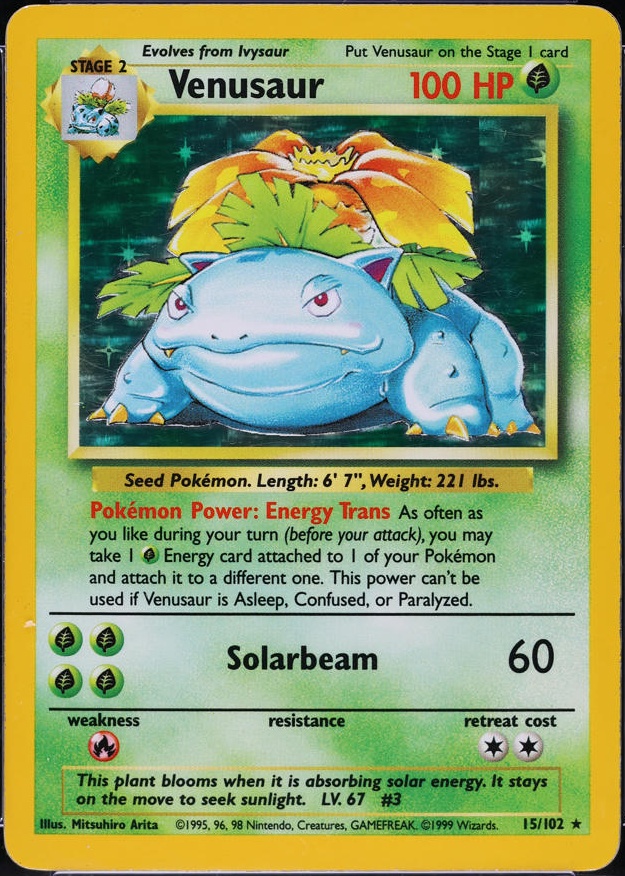 Evolves from Ivysaur
Put Venusaur on the Stage 1 card
STAGE 2
Venusaur
100 HP
Seed Pokémon. Length: 6' 7", Weight: 221 lbs.
Pokémon Power: Energy Trans As often as
you like during your turn (before your attack), you may
take 1 Energy card attached to 1 of your Pokémon
and attach it to a different one. This power can't be
used if Venusaur is Asleep, Confused, or Paralyzed.
Solarbeam 60
weakness resistance retreat cost
This plant blooms when it is absorbing solar energy. It stays
on the move to seek sunlight. LV. 67 #3
Illus. Mitsuhiro Arita ©1995, 96, 98 Nintendo, Creatures, GAMEFREAK. ©1999 Wizards. 15/102 ★